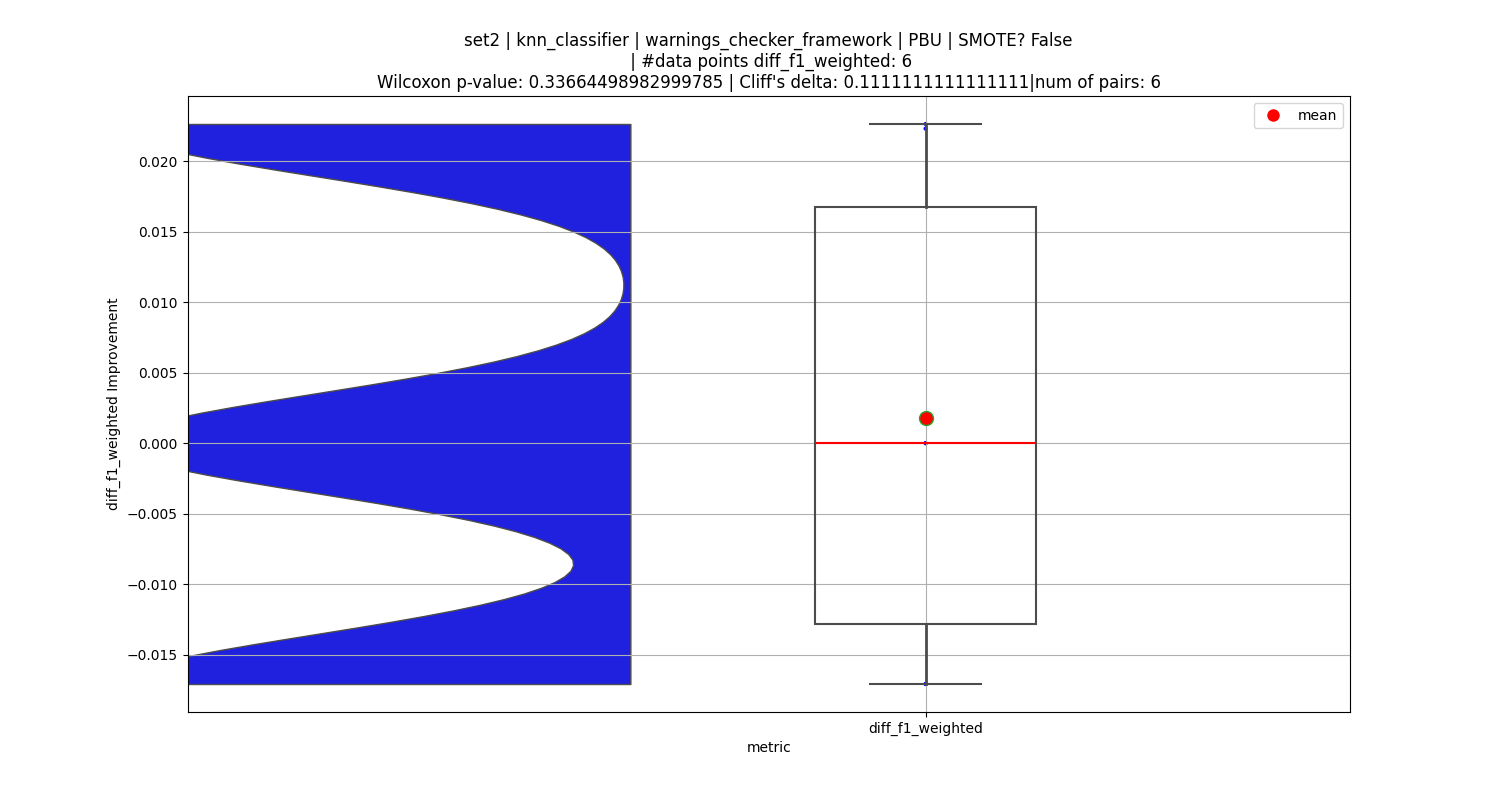 set2 | knn_classifier | warnings_checker_framework | PBU | SMOTE? False
| #data points diff_f1_weighted: 6
Wilcoxon p-value: 0.33664498982999785 | Cliff's delta: 0.1111111111111111|num of pairs: 6
mean
0.020
0.015
0.010
0.005
0.000
−0.005
−0.010
−0.015
diff_f1_weighted Improvement
diff_f1_weighted
metric